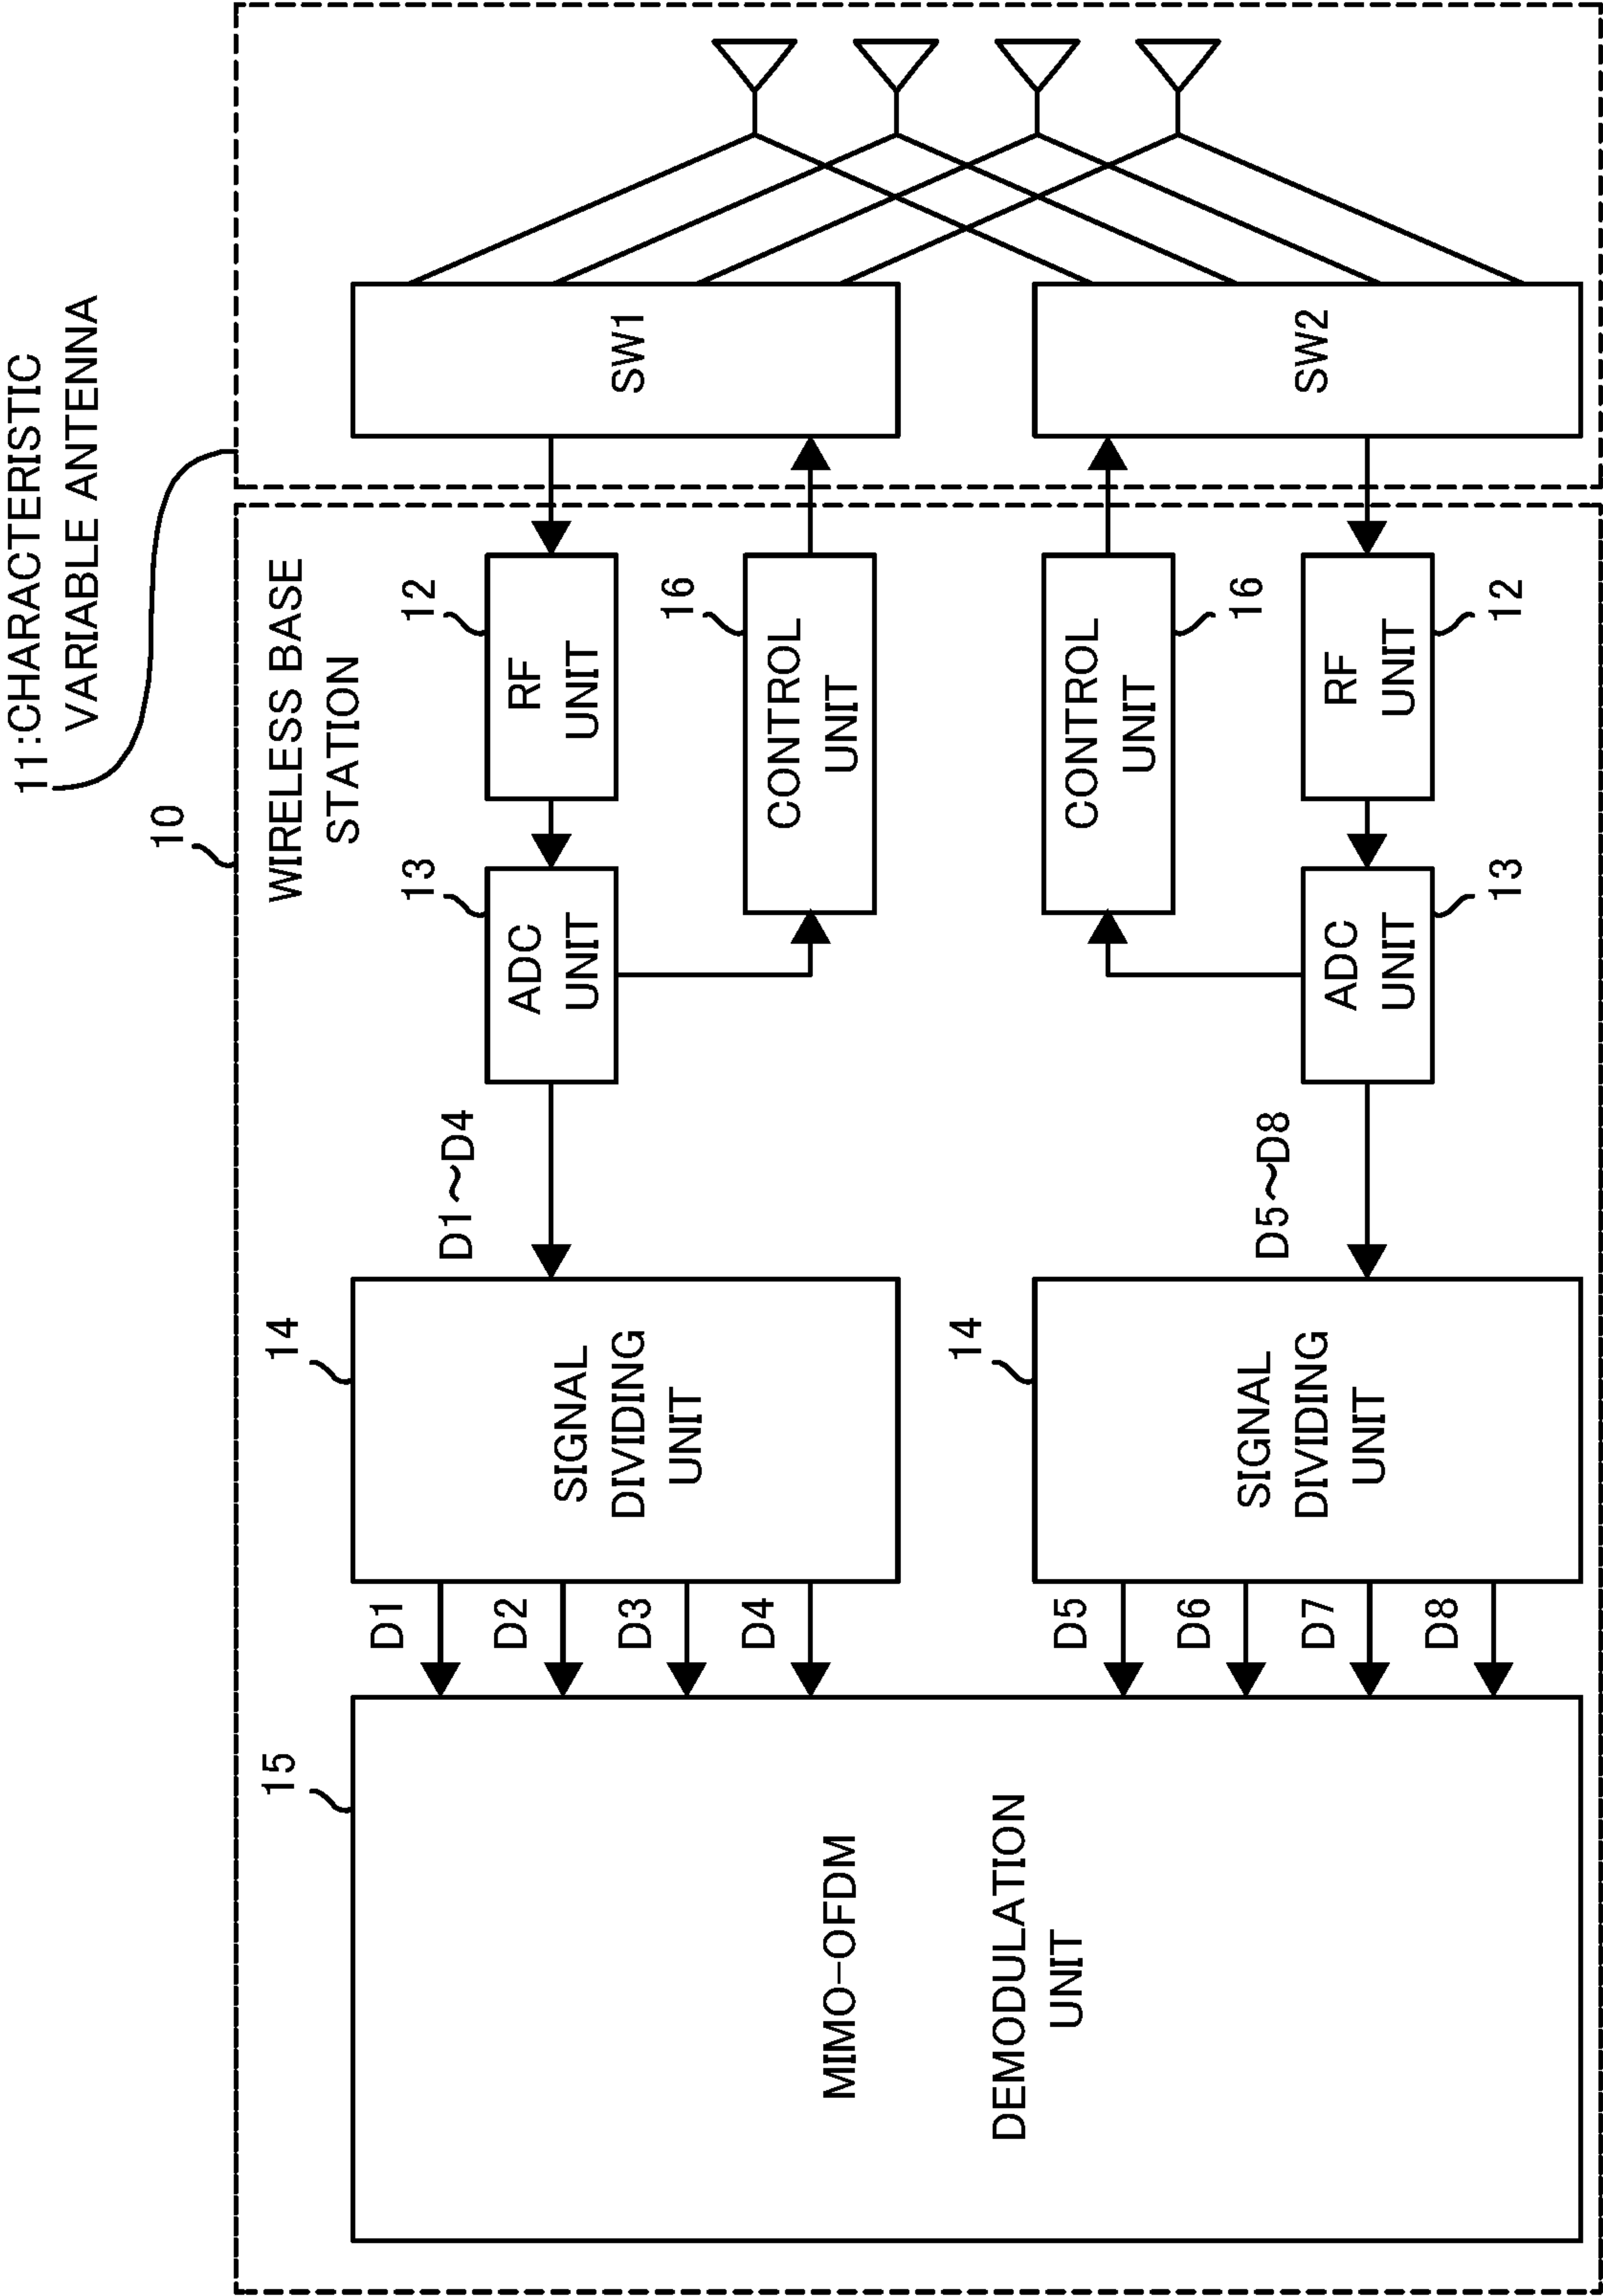 11:CHARACTERISTIC
VARIABLE ANTENNA
10
WIRELESS BASE
STATION
15
MIMO-OFDM
DEMODULATION
UNIT
D1
D2
D3
D4
14
SIGNAL
DIVIDING
UNIT
D1~D4
13
ADC
UNIT
12
RF
UNIT
16
CONTROL
UNIT
SW1
D5
D6
D7
D8
14
SIGNAL
DIVIDING
UNIT
D5~D8
CONTROL
UNIT
16
ADC
UNIT
13
RF
UNIT
12
SW2